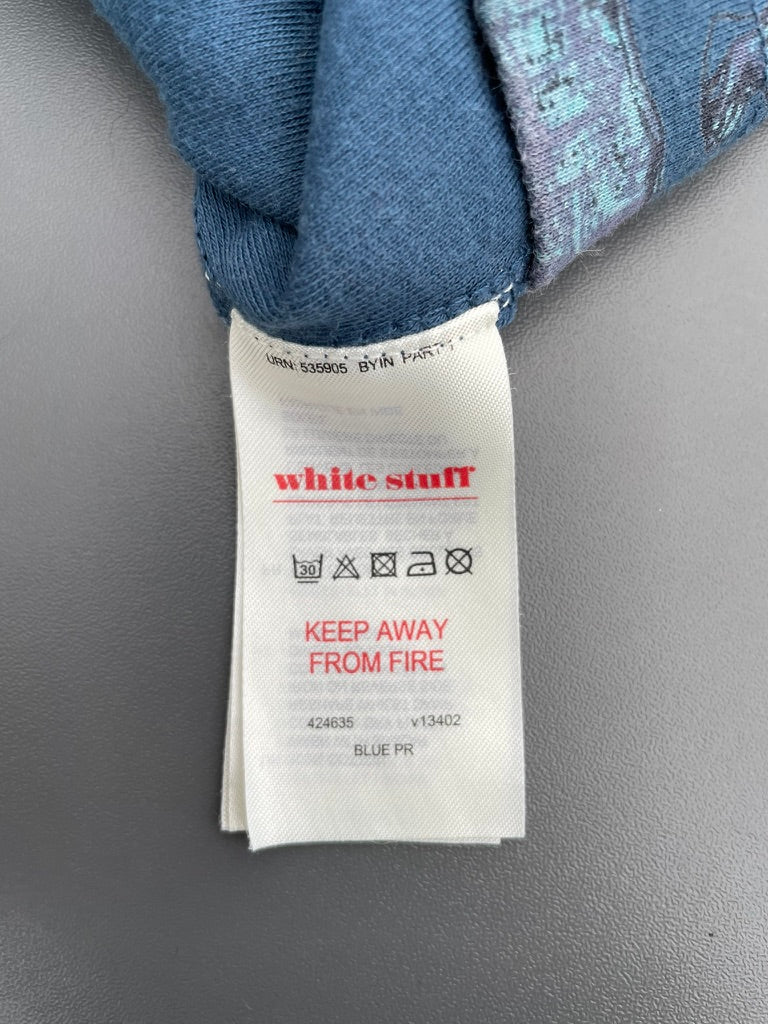 URN: 535905 BYIN PART
white stuff
30
KEEP AWAY
FROM FIRE
424635 v13402
BLUE PR